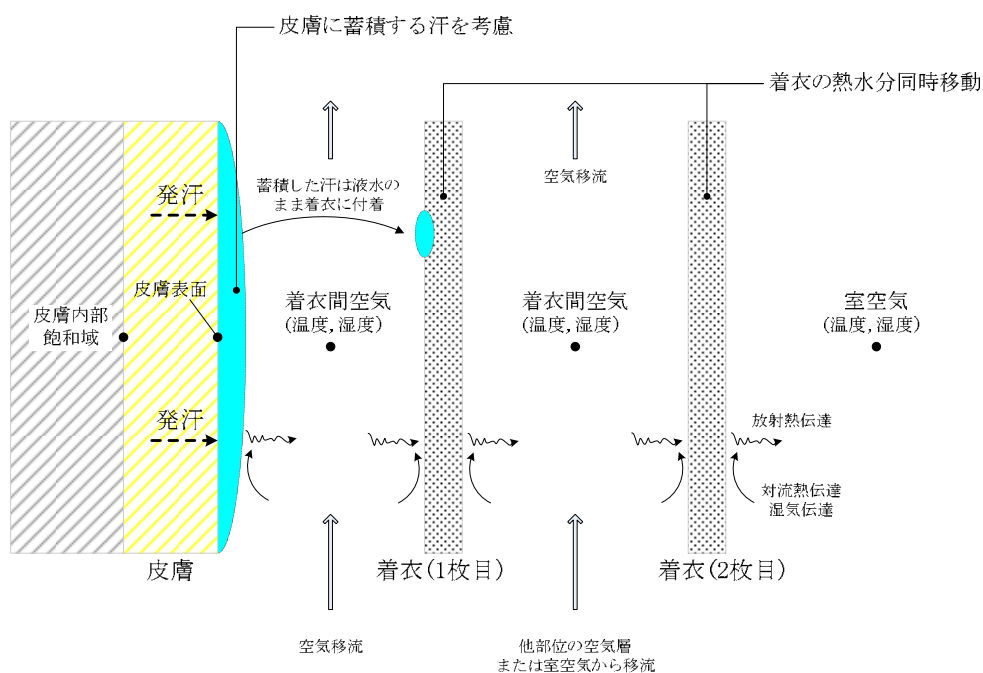 皮膚に蓄積する汗を考慮
着衣の熱水分同時移動
空気移流
発汗
蓄積した汗は液水の
まま着衣に付着
皮膚表面
皮膚内部
飽和域
着衣間空気
(温度,湿度)
着衣間空気
(温度,湿度)
室空気
(温度,湿度)
発汗
放射熱伝達
対流熱伝達
湿気伝達
皮膚
着衣(1枚目)
着衣(2枚目)
空気移流
他部位の空気層
または室空気から移流